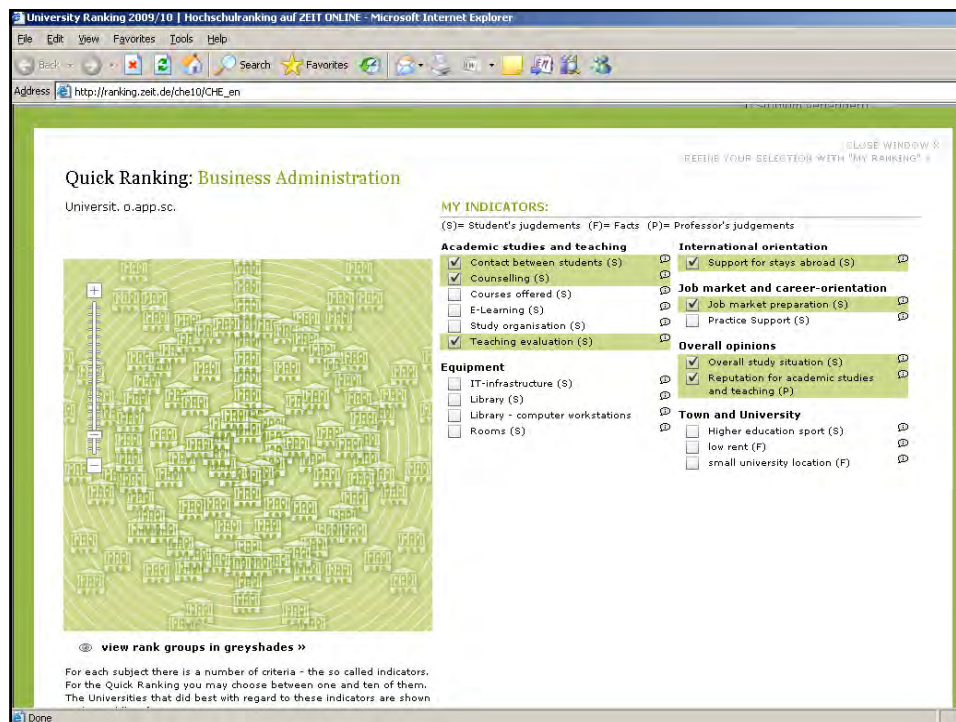 University Ranking 2009/10 | Hochschulranking auf ZEIT ONLINE - Microsoft Internet Explorer
File Edit View Favorites Tools Help
Back Search Favorites
Address http://ranking.zeit.de/che10/CHE_en
CLOSE WINDOW X
REFINE YOUR SELECTION WITH "MY RANKING"
Quick Ranking: Business Administration
Universit. o.app.sc.
MY INDICATORS:
(S)= Student's jugdements (F)= Facts (P)= Professor's judgements
Academic studies and teaching
Contact between students (S)
Counselling (S)
Courses offered (S)
E-Learning (S)
Study organisation (S)
Teaching evaluation (S)
Equipment
IT-infrastructure (S)
Library (S)
Library - computer workstations
Rooms (S)
International orientation
Support for stays abroad (S)
Job market and career-orientation
Job market preparation (S)
Practice Support (S)
Overall opinions
Overall study situation (S)
Reputation for academic studies
and teaching (P)
Town and University
Higher education sport (S)
low rent (F)
small university location (F)
view rank groups in greyshades »
For each subject there is a number of criteria - the so called indicators.
For the Quick Ranking you may choose between one and ten of them.
The Universities that did best with regard to these indicators are shown
Done